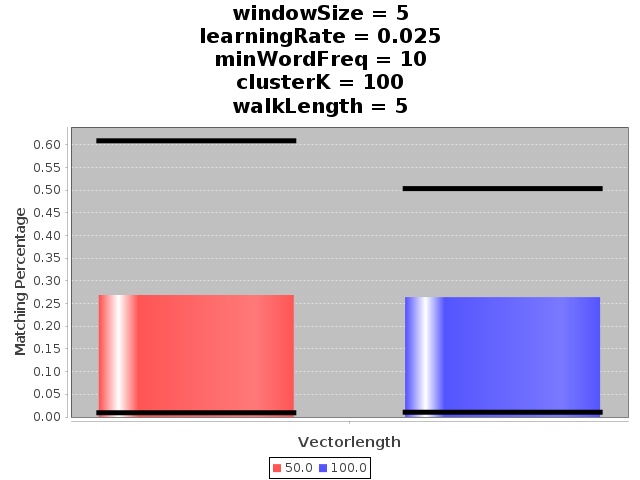 windowSize = 5
learningRate = 0.025
minWordFreq = 10
clusterK = 100
walkLength = 5
Matching Percentage
0.60
0.55
0.50
0.45
0.40
0.35
0.30
0.25
0.20
0.15
0.10
0.05
0.00
Vectorlength
50.0 100.0